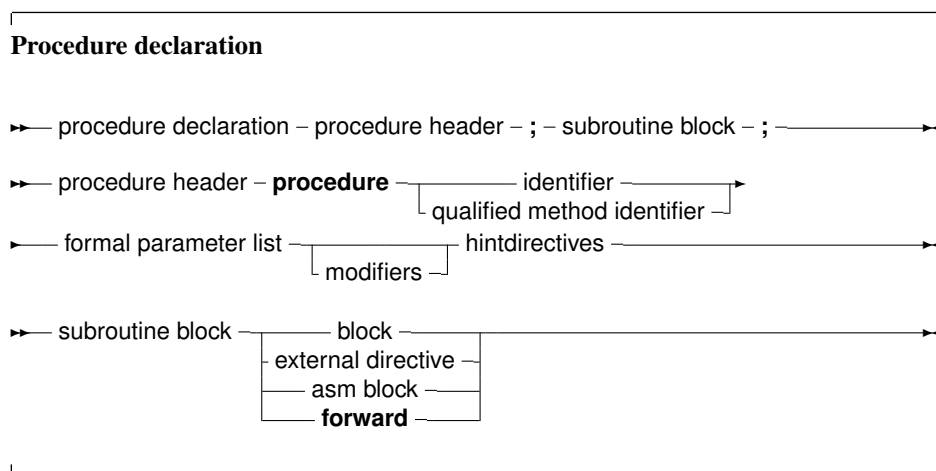 Procedure declaration
procedure declaration procedure header ; subroutine block ;
procedure header procedure identifier
qualified method identifier
formal parameter list hintdirectives
modifiers
subroutine block block
external directive
asm block
forward